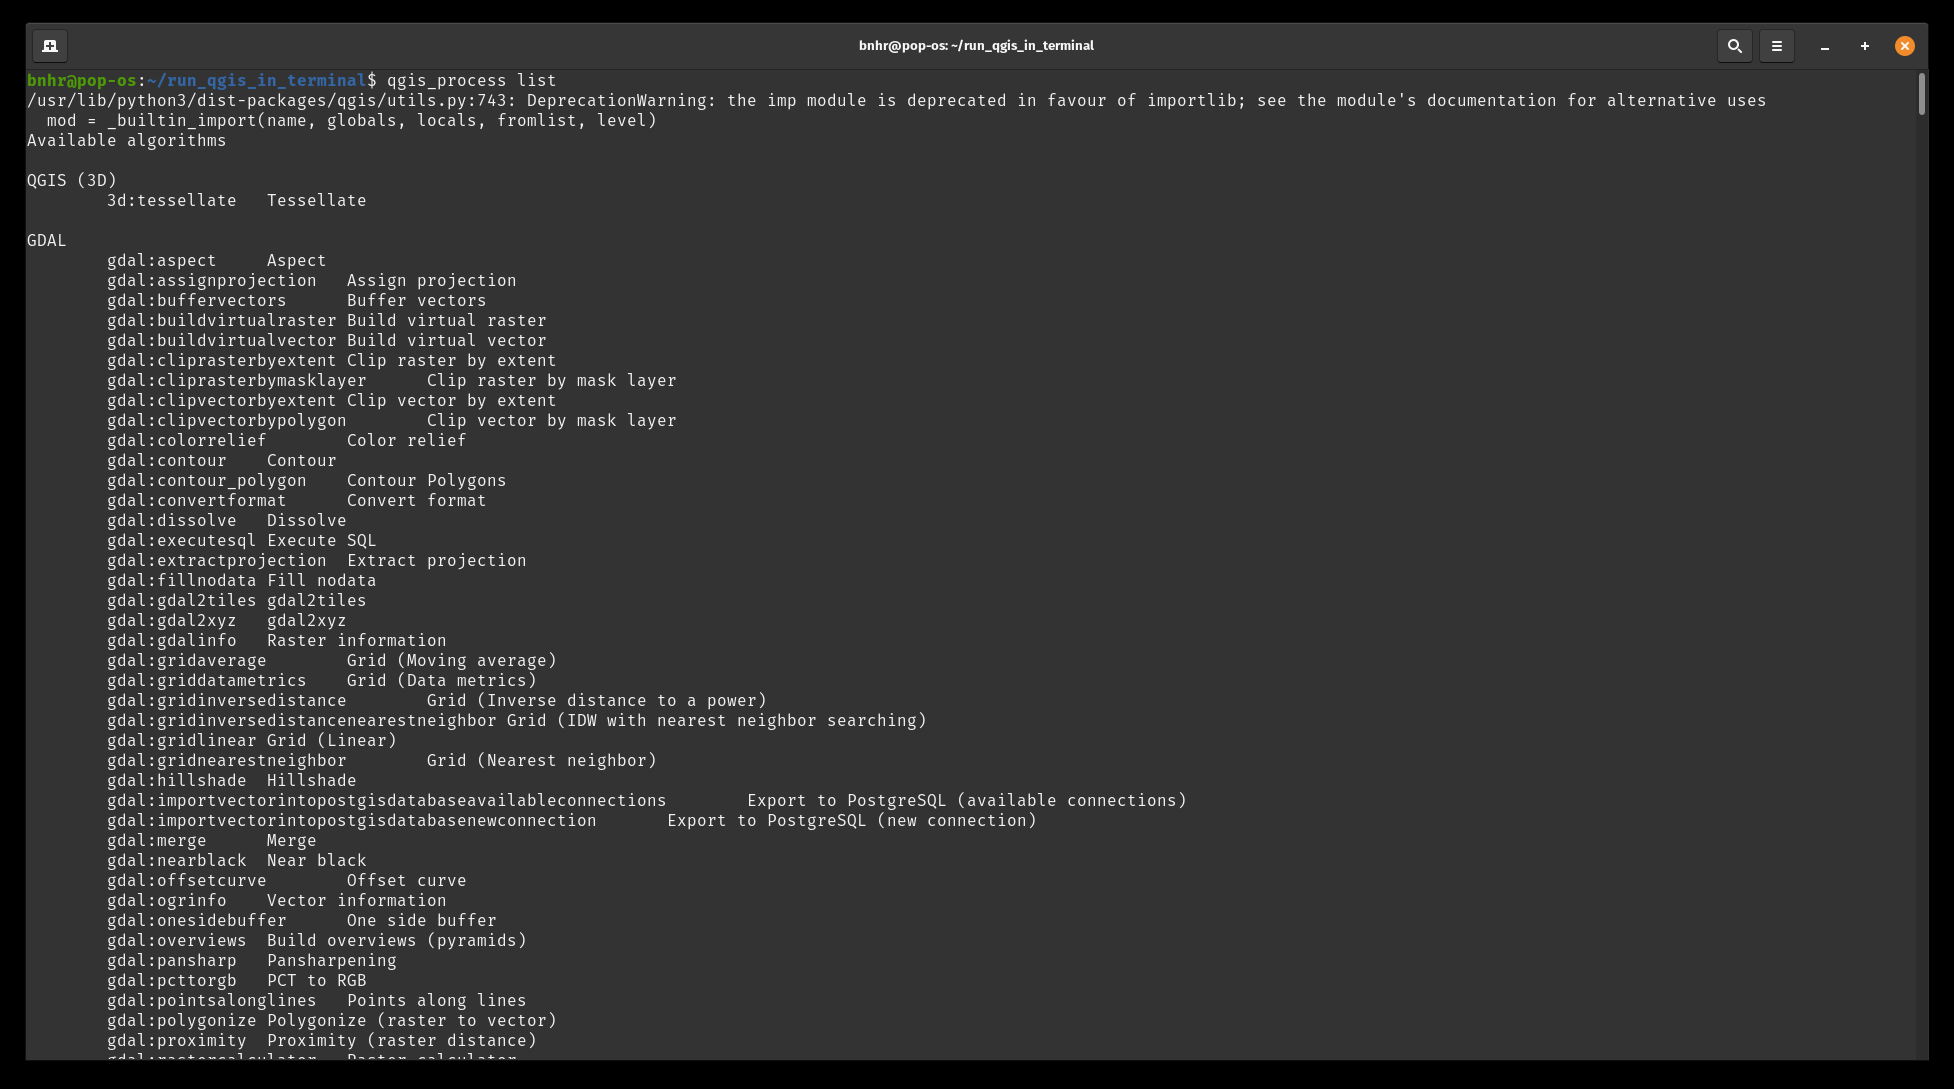 bnhr@pop-os: ~/run_qgis_in_terminal
bnhr@pop-os:~/run_qgis_in_terminal$ qgis_process list
/usr/lib/python3/dist-packages/qgis/utils.py:743: DeprecationWarning: the imp module is deprecated in favour of importlib; see the module's documentation for alternative uses
  mod = _builtin_import(name, globals, locals, fromlist, level)
Available algorithms
QGIS (3D)
3d:tessellate   Tessellate
GDAL
gdal:aspect     Aspect
gdal:assignprojection   Assign projection
gdal:buffervectors      Buffer vectors
gdal:buildvirtualraster Build virtual raster
gdal:buildvirtualvector Build virtual vector
gdal:cliprasterbyextent Clip raster by extent
gdal:cliprasterbymasklayer      Clip raster by mask layer
gdal:clipvectorbyextent Clip vector by extent
gdal:clipvectorbypolygon        Clip vector by mask layer
gdal:colorrelief        Color relief
gdal:contour    Contour
gdal:contour_polygon    Contour Polygons
gdal:convertformat      Convert format
gdal:dissolve   Dissolve
gdal:executesql Execute SQL
gdal:extractprojection  Extract projection
gdal:fillnodata Fill nodata
gdal:gdal2tiles gdal2tiles
gdal:gdal2xyz   gdal2xyz
gdal:gdalinfo   Raster information
gdal:gridaverage        Grid (Moving average)
gdal:griddatametrics    Grid (Data metrics)
gdal:gridinversedistance        Grid (Inverse distance to a power)
gdal:gridinversedistancenearestneighbor Grid (IDW with nearest neighbor searching)
gdal:gridlinear Grid (Linear)
gdal:gridnearestneighbor        Grid (Nearest neighbor)
gdal:hillshade  Hillshade
gdal:importvectorintopostgisdatabaseavailableconnections        Export to PostgreSQL (available connections)
gdal:importvectorintopostgisdatabasenewconnection       Export to PostgreSQL (new connection)
gdal:merge      Merge
gdal:nearblack  Near black
gdal:offsetcurve        Offset curve
gdal:ogrinfo    Vector information
gdal:onesidebuffer      One side buffer
gdal:overviews  Build overviews (pyramids)
gdal:pansharp   Pansharpening
gdal:pcttorgb   PCT to RGB
gdal:pointsalonglines   Points along lines
gdal:polygonize Polygonize (raster to vector)
gdal:proximity  Proximity (raster distance)
gdal:rastercalculator   Raster calculator